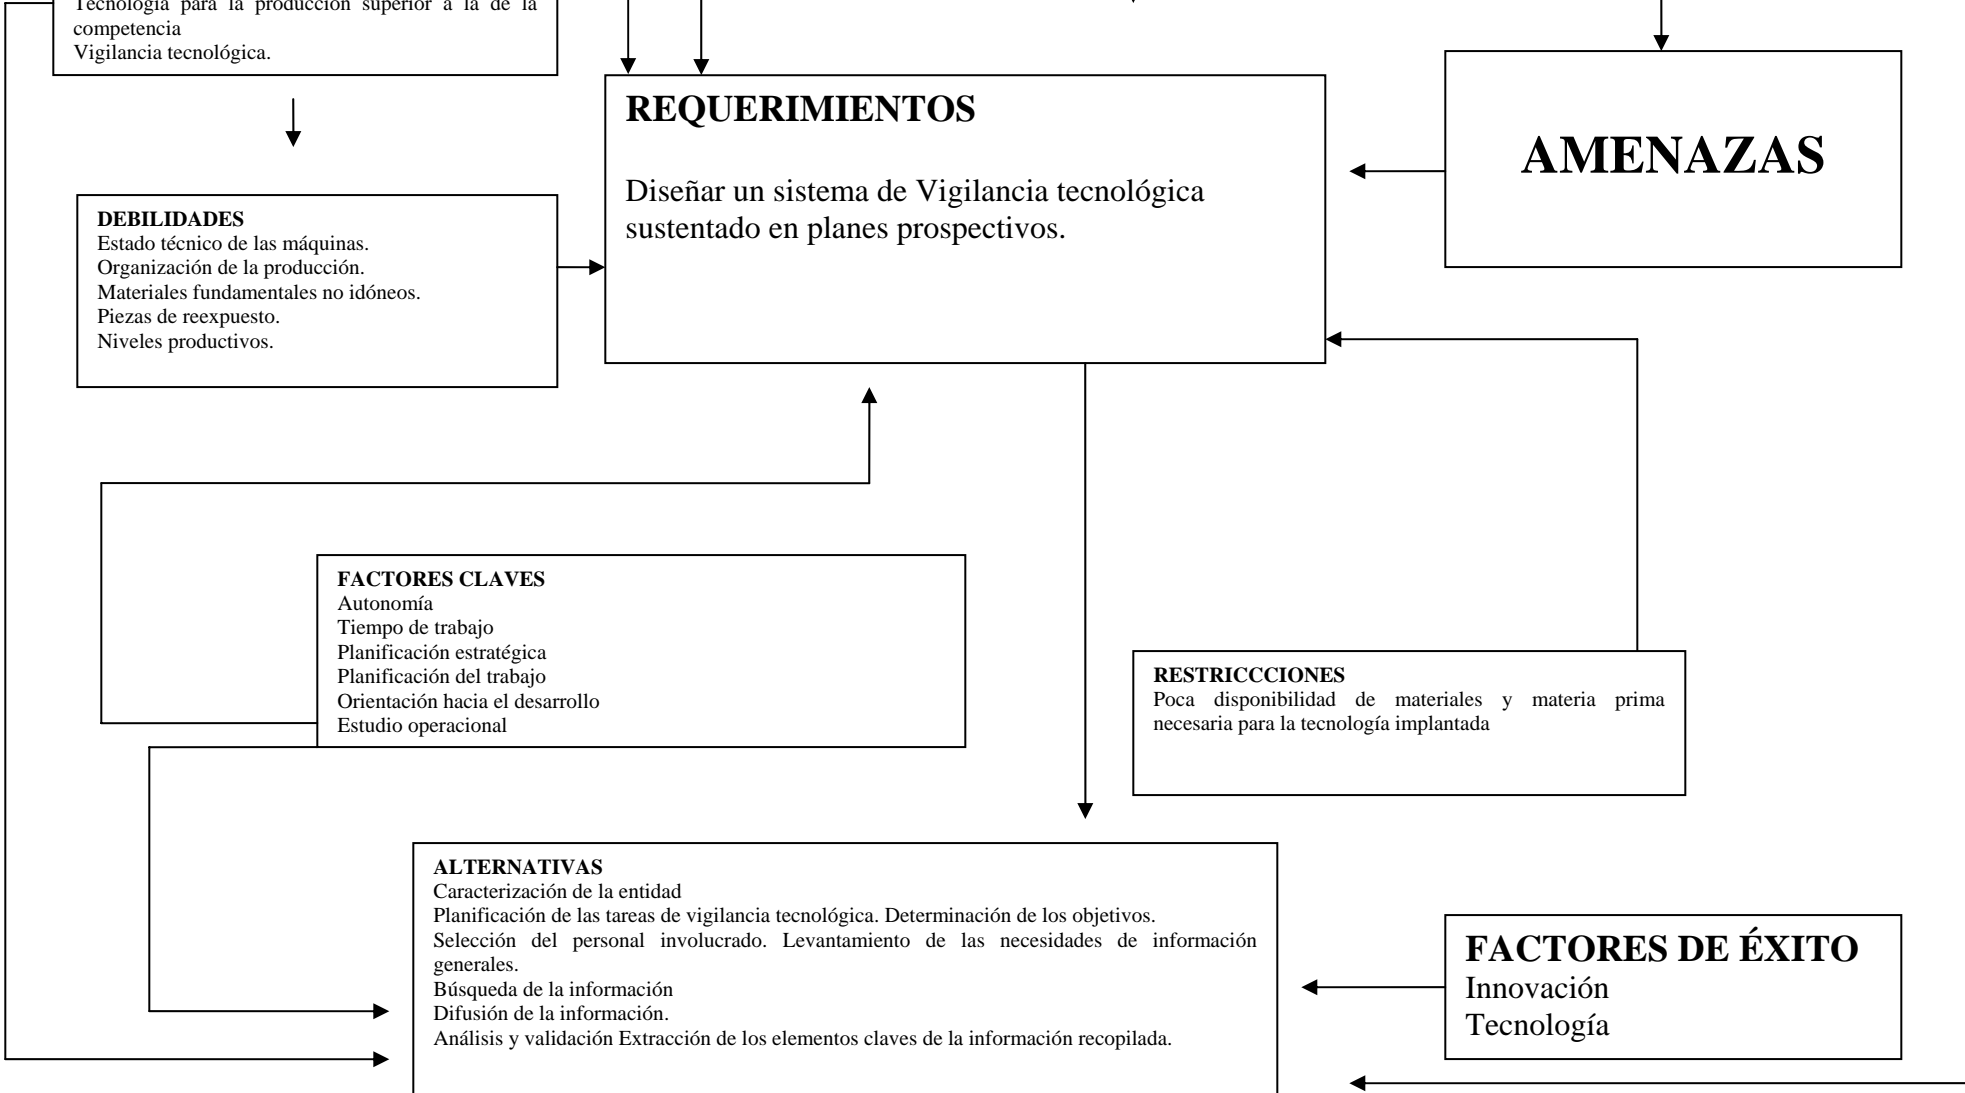 Tecnología para la producción superior a la de la
competencia
Vigilancia tecnológica.
REQUERIMIENTOS
Diseñar un sistema de Vigilancia tecnológica
sustentado en planes prospectivos.
AMENAZAS
DEBILIDADES
Estado técnico de las máquinas.
Organización de la producción.
Materiales fundamentales no idóneos.
Piezas de reexpuesto.
Niveles productivos.
FACTORES CLAVES
Autonomía
Tiempo de trabajo
Planificación estratégica
Planificación del trabajo
Orientación hacia el desarrollo
Estudio operacional
RESTRICCCIONES
Poca disponibilidad de materiales y materia prima
necesaria para la tecnología implantada
ALTERNATIVAS
Caracterización de la entidad
Planificación de las tareas de vigilancia tecnológica. Determinación de los objetivos.
Selección del personal involucrado. Levantamiento de las necesidades de información
generales.
Búsqueda de la información
Difusión de la información.
Análisis y validación Extracción de los elementos claves de la información recopilada.
FACTORES DE ÉXITO
Innovación
Tecnología